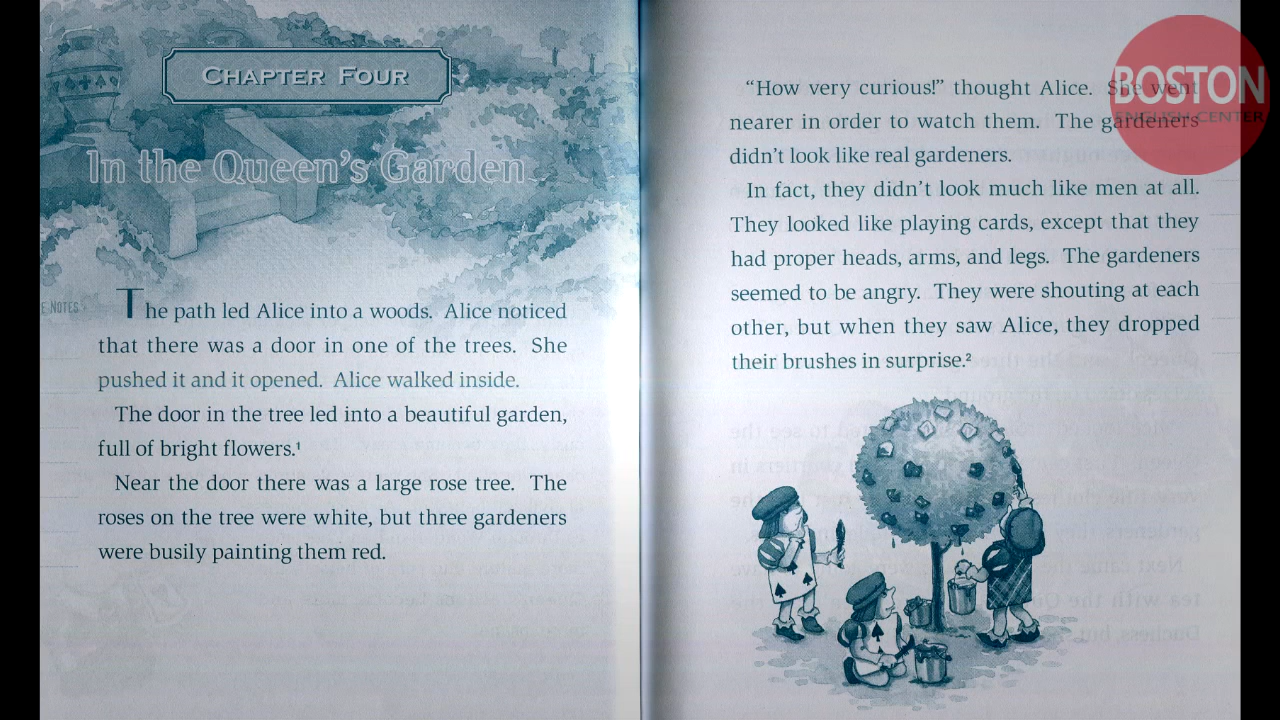 CHAPTER FOUR
In the Queen's Garden
E NOTES
The path led Alice into a woods. Alice noticed
that there was a door in one of the trees. She
pushed it and it opened. Alice walked inside.
The door in the tree led into a beautiful garden,
full of bright flowers.¹
Near the door there was a large rose tree. The
roses on the tree were white, but three gardeners
were busily painting them red.
BOSTON
ENGLISH CENTER
“How very curious!” thought Alice. She went
nearer in order to watch them. The gardeners
didn't look like real gardeners.
In fact, they didn't look much like men at all.
They looked like playing cards, except that they
had proper heads, arms, and legs. The gardeners
seemed to be angry. They were shouting at each
other, but when they saw Alice, they dropped
their brushes in surprise.²